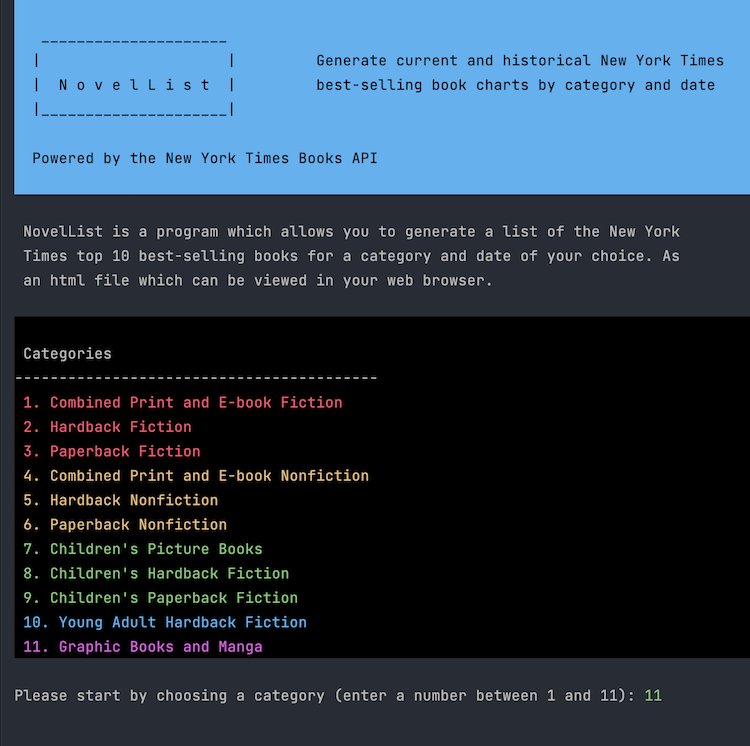 N o v e l L i s t
Generate current and historical New York Times
best-selling book charts by category and date
Powered by the New York Times Books API
NovelList is a program which allows you to generate a list of the New York
Times top 10 best-selling books for a category and date of your choice. As
an html file which can be viewed in your web browser.
Categories
-----------------------------------------
1. Combined Print and E-book Fiction
2. Hardback Fiction
3. Paperback Fiction
4. Combined Print and E-book Nonfiction
5. Hardback Nonfiction
6. Paperback Nonfiction
7. Children's Picture Books
8. Children's Hardback Fiction
9. Children's Paperback Fiction
10. Young Adult Hardback Fiction
11. Graphic Books and Manga
Please start by choosing a category (enter a number between 1 and 11): 11